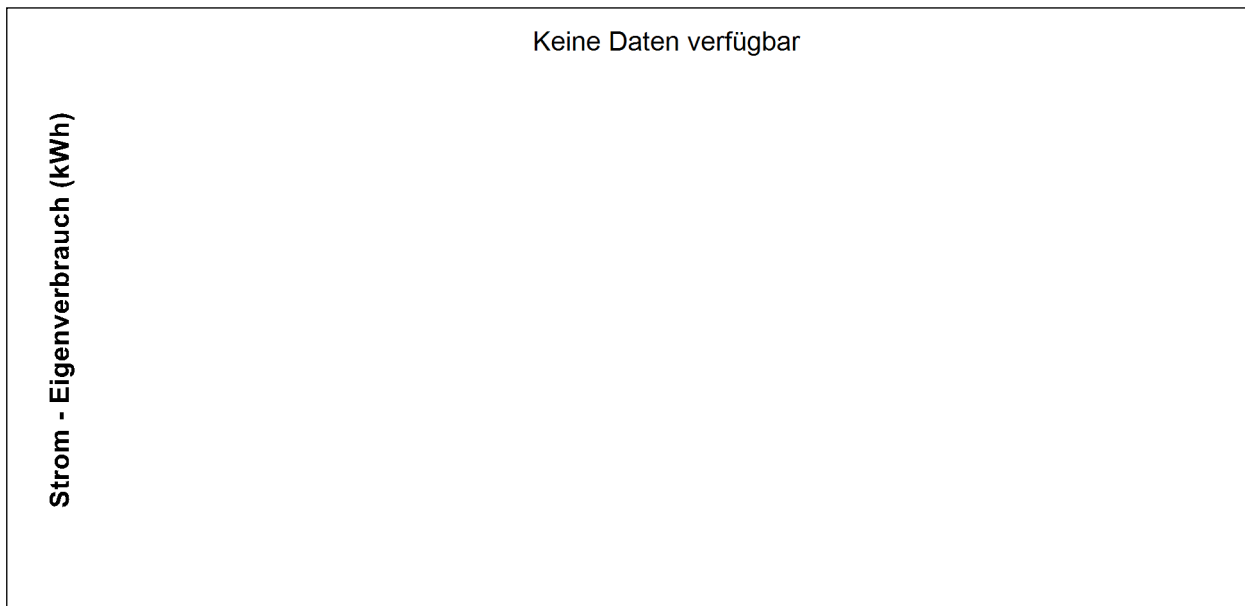 Keine Daten verfügbar
Strom - Eigenverbrauch (kWh)